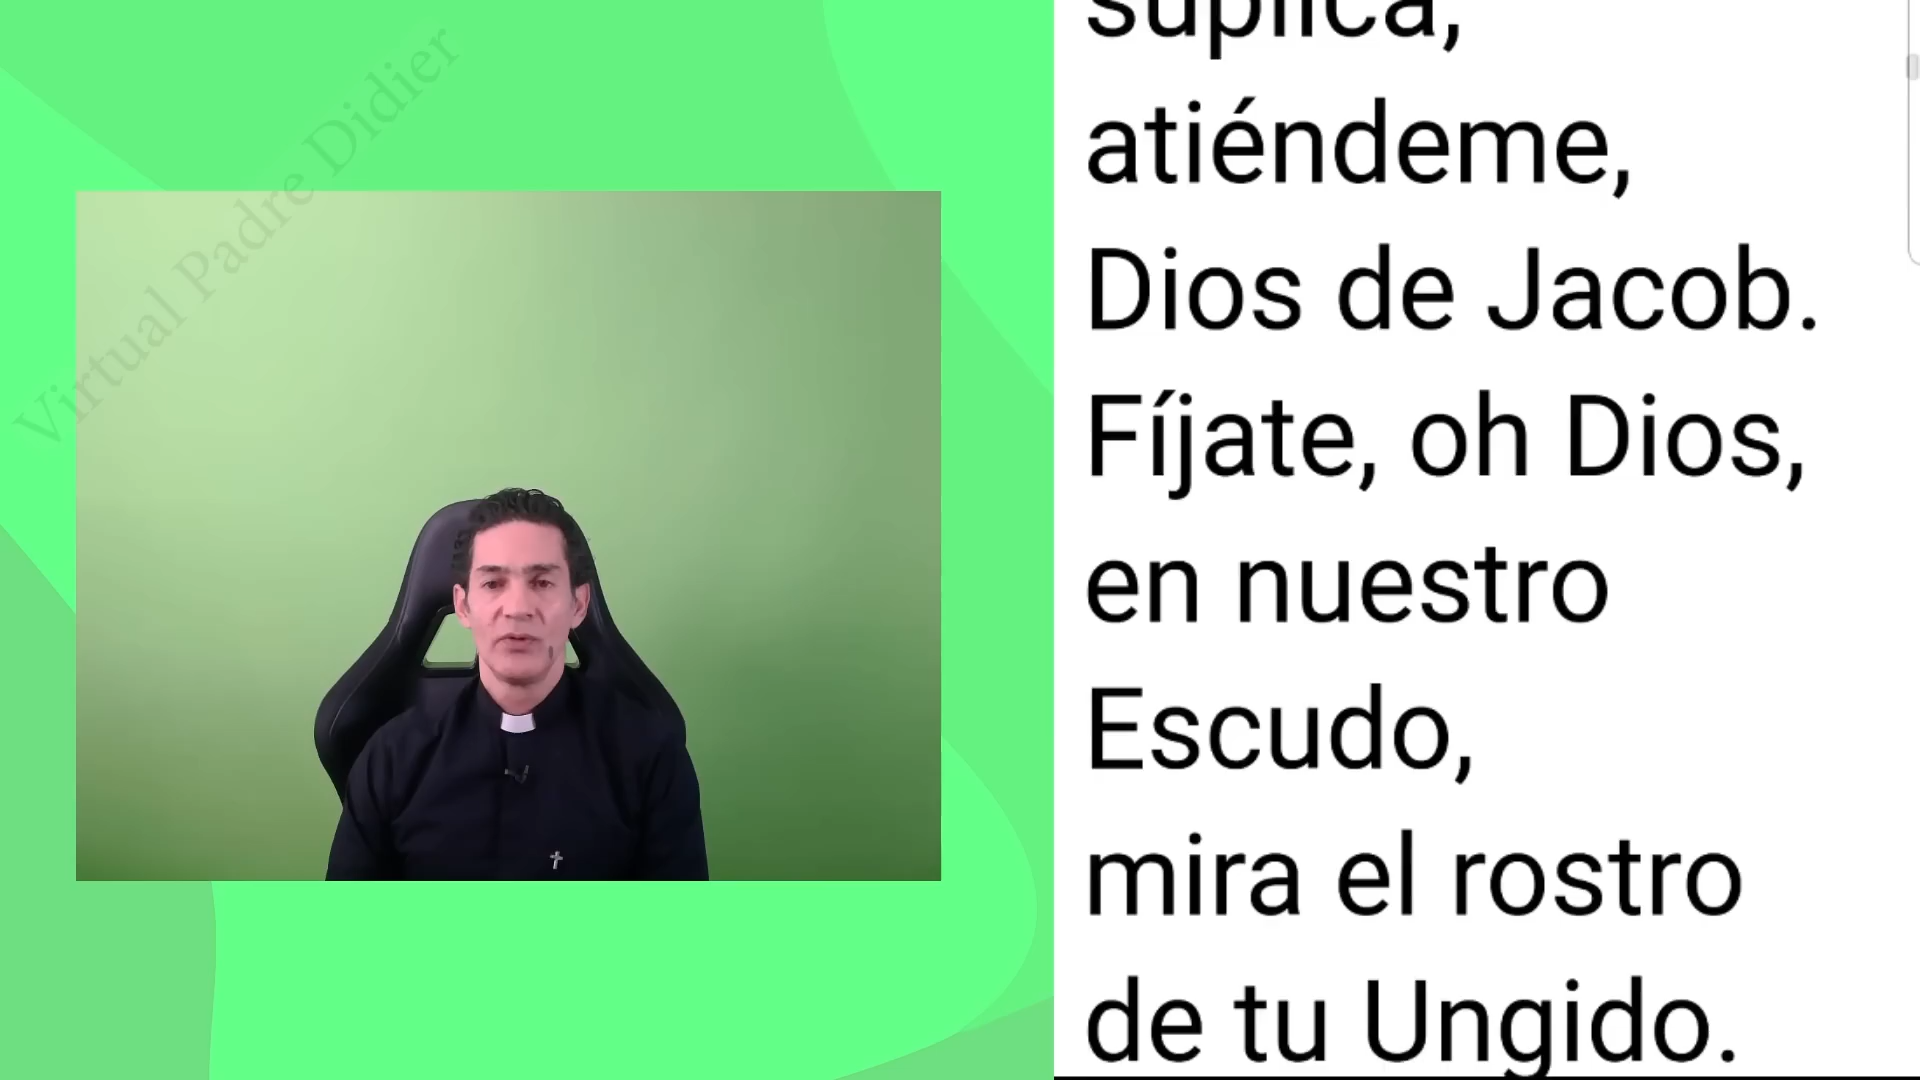 Virtual Padre Didier
suplica,
atiéndeme,
Dios de Jacob.
Fíjate, oh Dios,
en nuestro
Escudo,
mira el rostro
de tu Ungido.